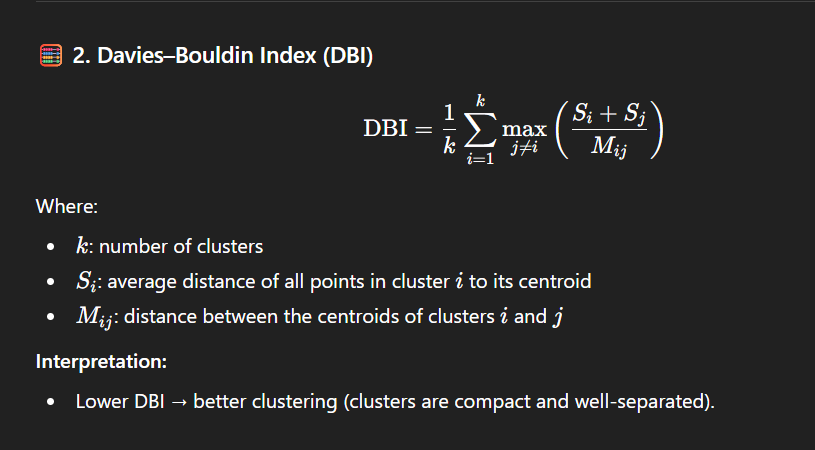 🧮 2. Davies–Bouldin Index (DBI)
DBI = \frac{1}{k} \sum_{i=1}^{k} \max_{j \neq i} \left( \frac{S_i + S_j}{M_{ij}} \right)
Where:
• k: number of clusters
• S_i: average distance of all points in cluster i to its centroid
• M_{ij}: distance between the centroids of clusters i and j
Interpretation:
• Lower DBI → better clustering (clusters are compact and well-separated).